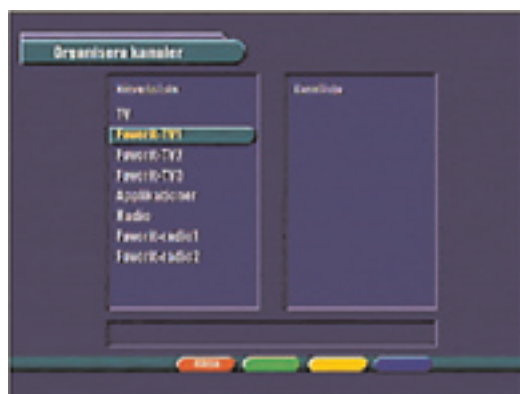 Organisera kanaler
TV
Favorit-TV1
Favorit-TV2
Favorit-TV3
Applikationer
Radio
Favorit-radio1
Favorit-radio2